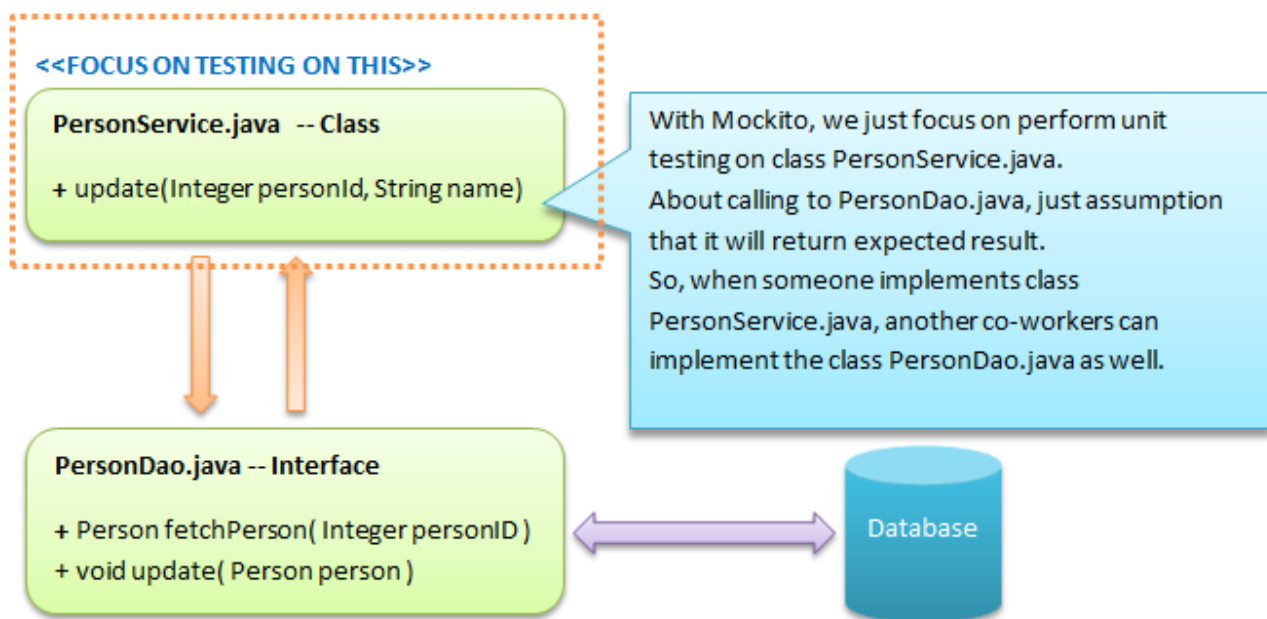 <<FOCUS ON TESTING ON THIS>>
PersonService.java -- Class
+ update(Integer personId, String name)
With Mockito, we just focus on perform unit
testing on class PersonService.java.
About calling to PersonDao.java, just assumption
that it will return expected result.
So, when someone implements class
PersonService.java, another co-workers can
implement the class PersonDao.java as well.
PersonDao.java -- Interface
+ Person fetchPerson( Integer personID )
+ void update( Person person )
Database